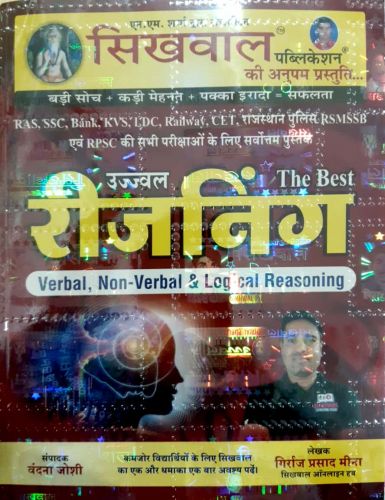 एन.एम. शर्मा
सिखवाल
पब्लिकेशन
की अनुपम प्रस्तुति...
बड़ी सोच + कड़ी मेहनत + पक्का इरादा = सफलता
RAS, SSC, Bank, KVS, LDC, Railway, CET, राजस्थान पुलिस RSMSSB
एवं RPSC की सभी परीक्षाओं के लिए सर्वोत्तम पुस्तक
उज्ज्वल The Best
रीजनिंग
Verbal, Non-Verbal & Logical Reasoning
संपादक
वंदना जोशी
कमजोर विद्यार्थियों के लिए सिखवाल
का एक और धमाका एक बार अवश्य पढ़ें।
लेखक
गिर्राज प्रसाद मीना
सिखवाल ऑनलाइन हब